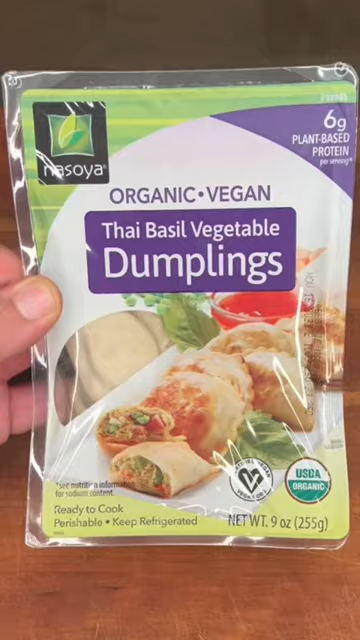 nasoya®
6g
PLANT-BASED
PROTEIN
per serving*
ORGANIC • VEGAN
Thai Basil Vegetable
Dumplings
*See nutrition information
for sodium content.
Ready to Cook
Perishable • Keep Refrigerated
USDA
ORGANIC
NET WT. 9 oz (255g)